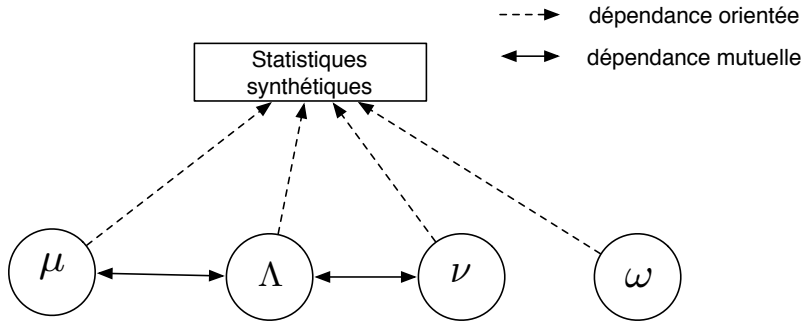 dépendance orientée
Statistiques
synthétiques
dépendance mutuelle
μ
Λ
ν
ω